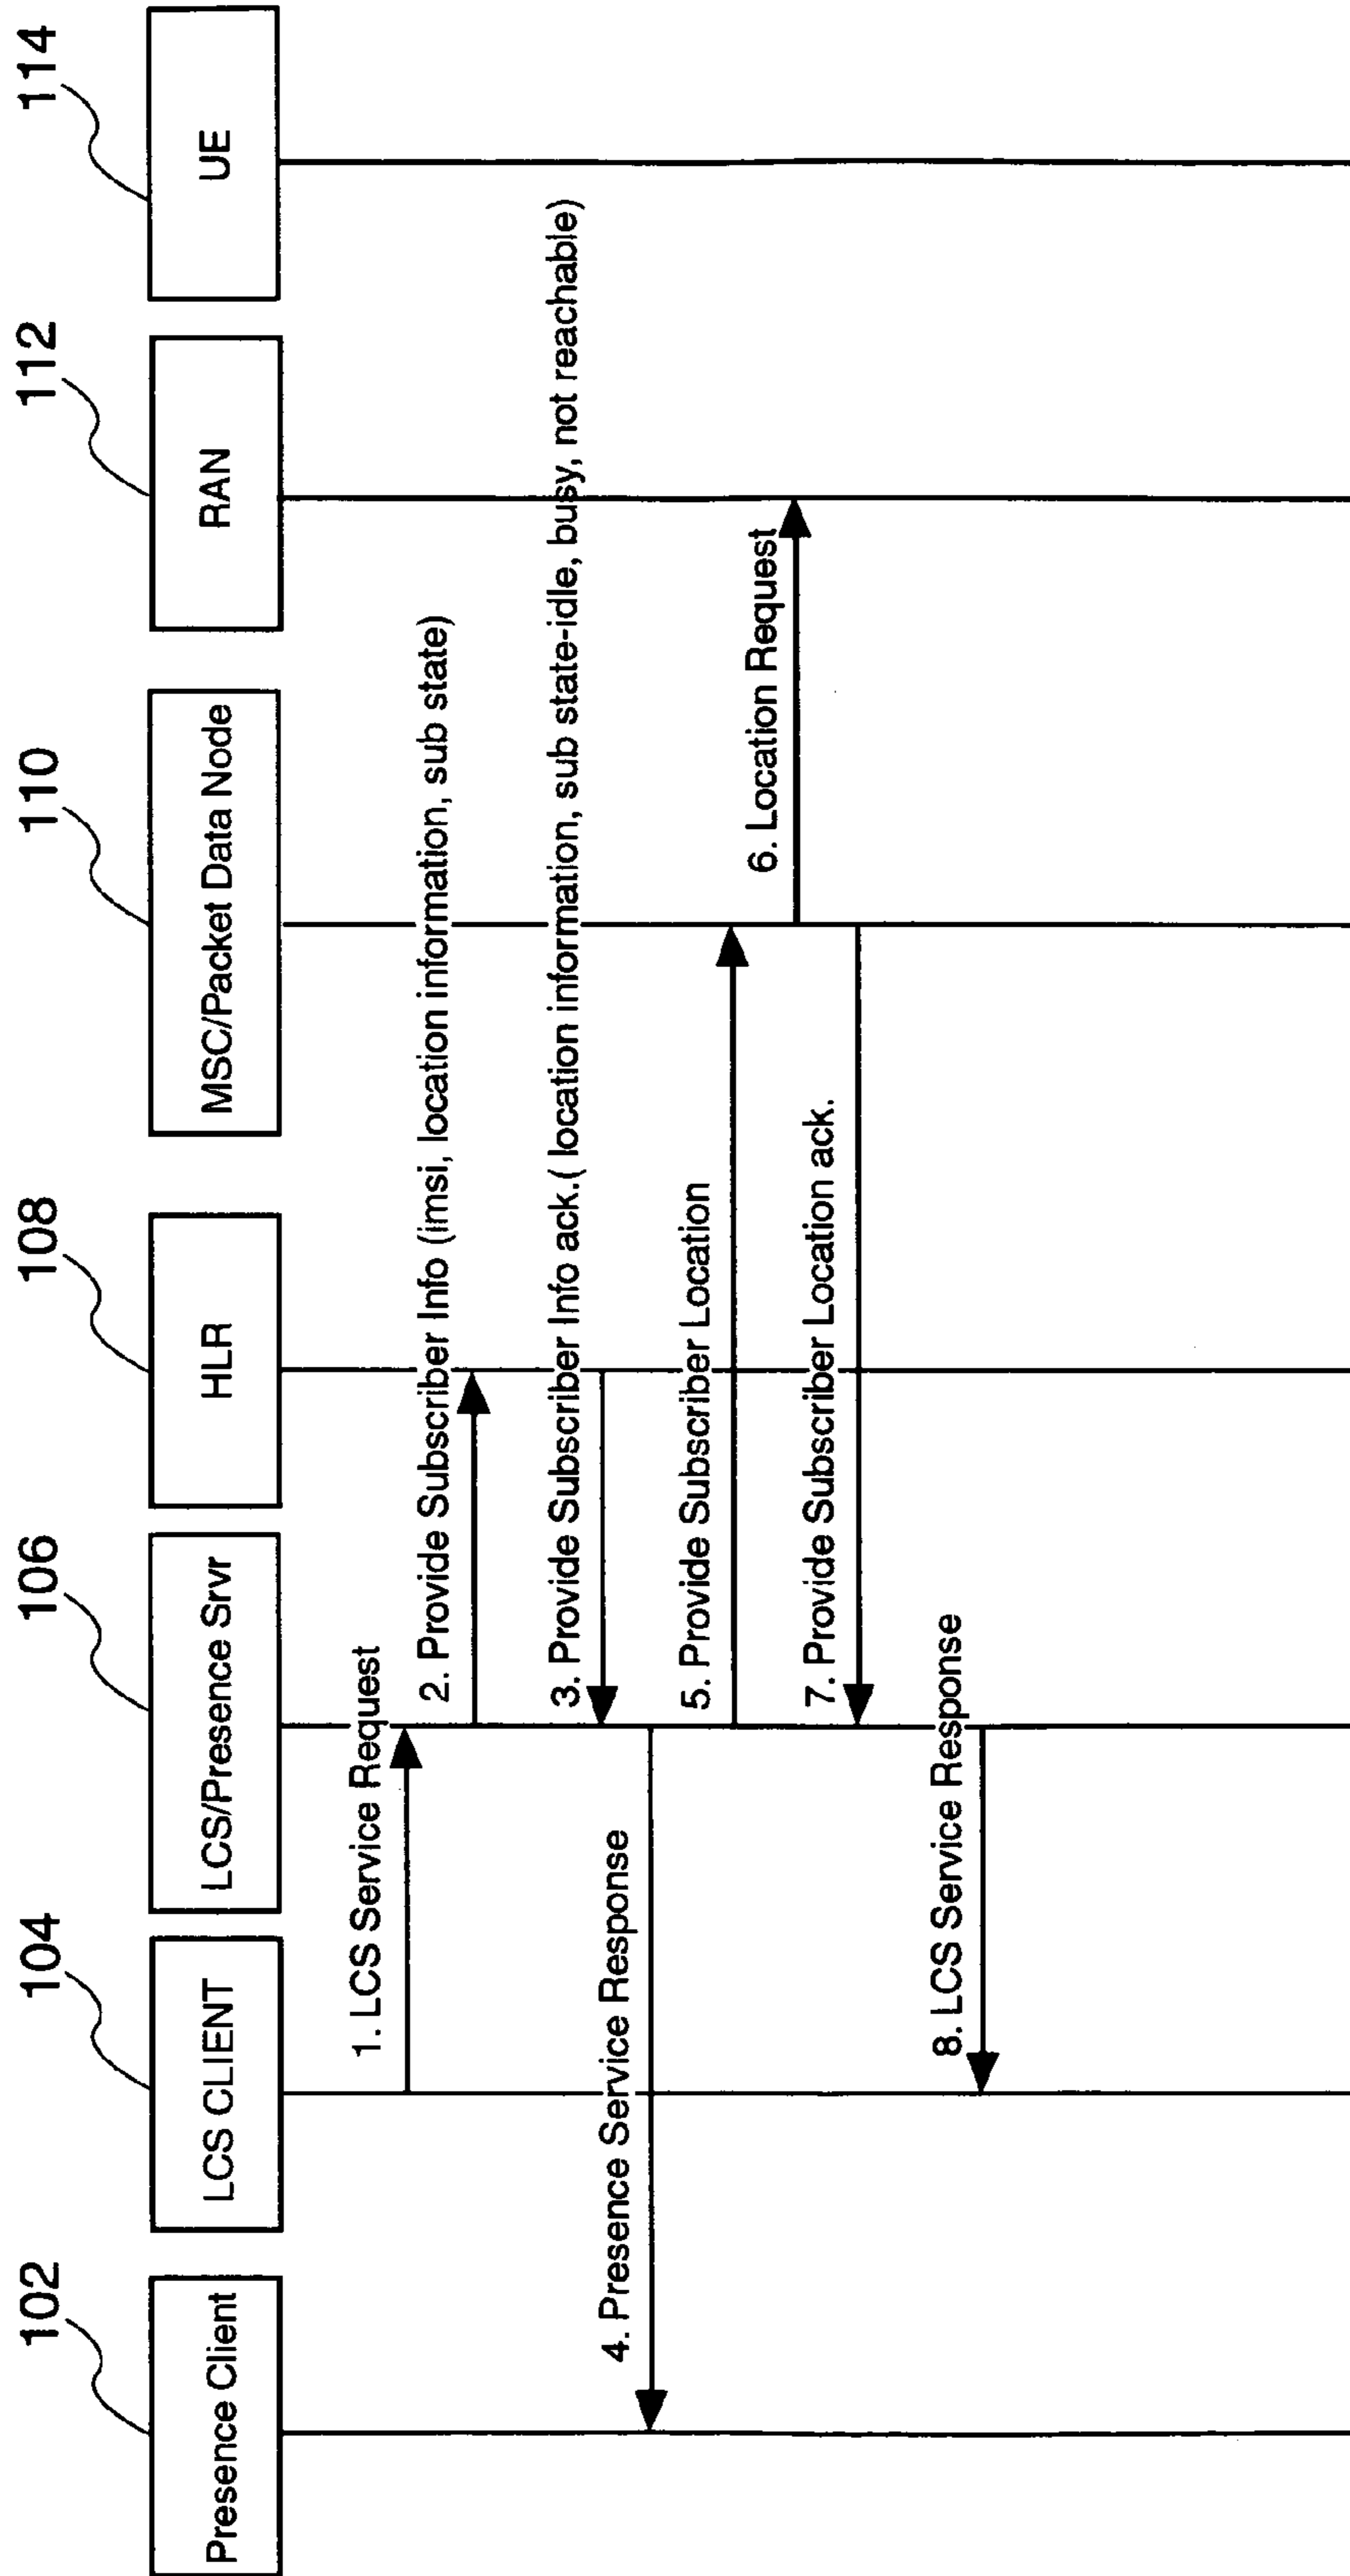 102
104
106
108
110
112
114
Presence Client
LCS CLIENT
LCS/Presence Srvr
HLR
MSC/Packet Data Node
RAN
UE
1. LCS Service Request
2. Provide Subscriber Info (imsi, location information, sub state)
3. Provide Subscriber Info ack.( location information, sub state-idle, busy, not reachable)
4. Presence Service Response
5. Provide Subscriber Location
6. Location Request
7. Provide Subscriber Location ack.
8. LCS Service Response